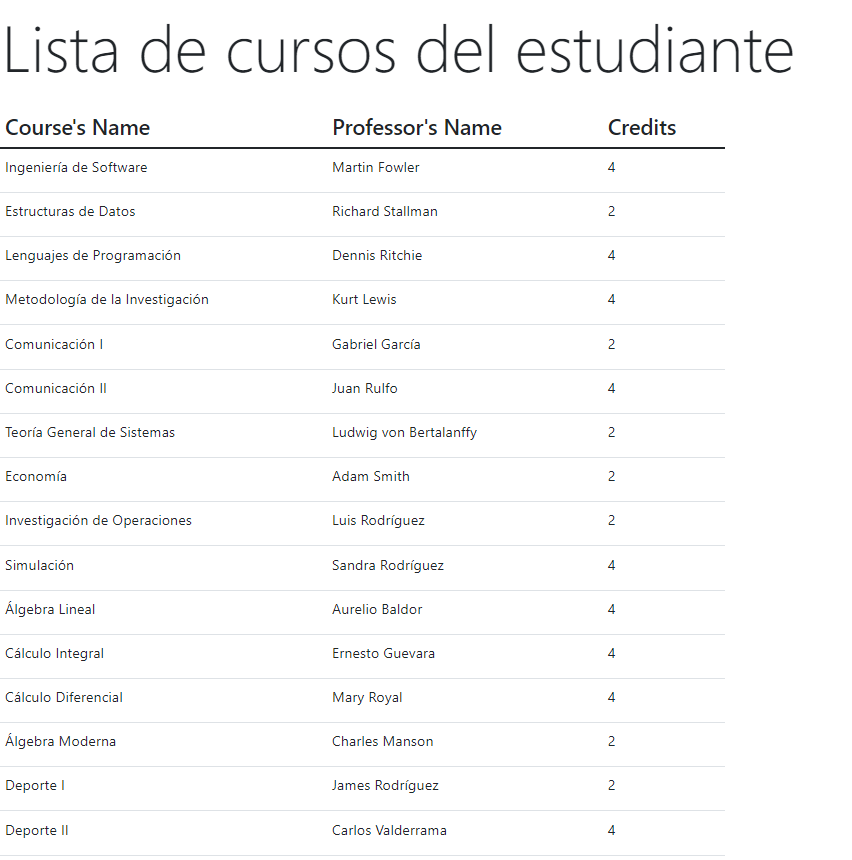 Lista de cursos del estudiante
Course's Name Professor's Name Credits
Ingeniería de Software Martin Fowler 4
Estructuras de Datos Richard Stallman 2
Lenguajes de Programación Dennis Ritchie 4
Metodología de la Investigación Kurt Lewis 4
Comunicación I Gabriel García 2
Comunicación II Juan Rulfo 4
Teoría General de Sistemas Ludwig von Bertalanffy 2
Economía Adam Smith 2
Investigación de Operaciones Luis Rodríguez 2
Simulación Sandra Rodríguez 4
Álgebra Lineal Aurelio Baldor 4
Cálculo Integral Ernesto Guevara 4
Cálculo Diferencial Mary Royal 4
Álgebra Moderna Charles Manson 2
Deporte I James Rodríguez 2
Deporte II Carlos Valderrama 4